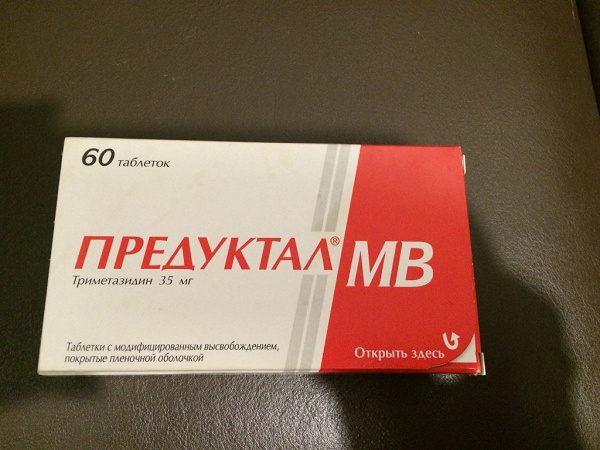 60 таблеток
ПРЕДУКТАЛ® МВ
Триметазидин 35 мг
Таблетки с модифицированным высвобождением,
покрытые пленочной оболочкой
Открыть здесь